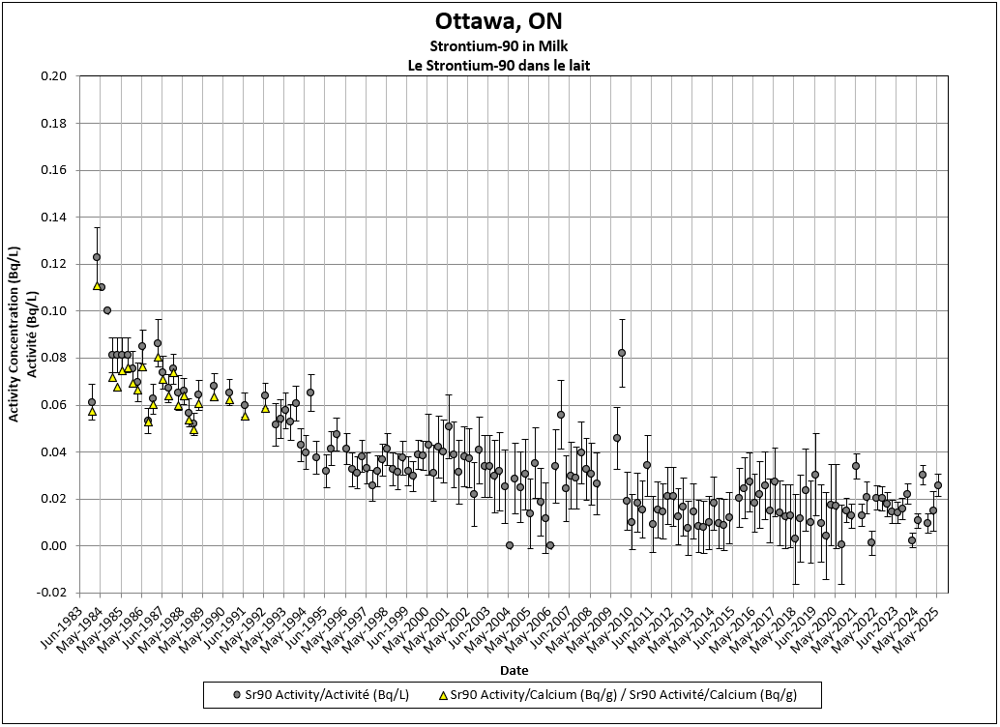 Ottawa, ON
Strontium-90 in Milk
Le Strontium-90 dans le lait
Activity Concentration (Bq/L)
Activité (Bq/L)
0.20
0.18
0.16
0.14
0.12
0.10
0.08
0.06
0.04
0.02
0.00
-0.02
Jun-1983
May-1984
May-1985
May-1986
Jun-1987
May-1988
May-1989
May-1990
Jun-1991
May-1992
May-1993
May-1994
Jun-1995
May-1996
May-1997
May-1998
Jun-1999
May-2000
May-2001
May-2002
Jun-2003
May-2004
May-2005
May-2006
Jun-2007
May-2008
May-2009
May-2010
Jun-2011
May-2012
May-2013
May-2014
Jun-2015
May-2016
May-2017
May-2018
Jun-2019
May-2020
May-2021
May-2022
Jun-2023
May-2024
May-2025
Date
Sr90 Activity/Activité (Bq/L) Sr90 Activity/Calcium (Bq/g) / Sr90 Activité/Calcium (Bq/g)